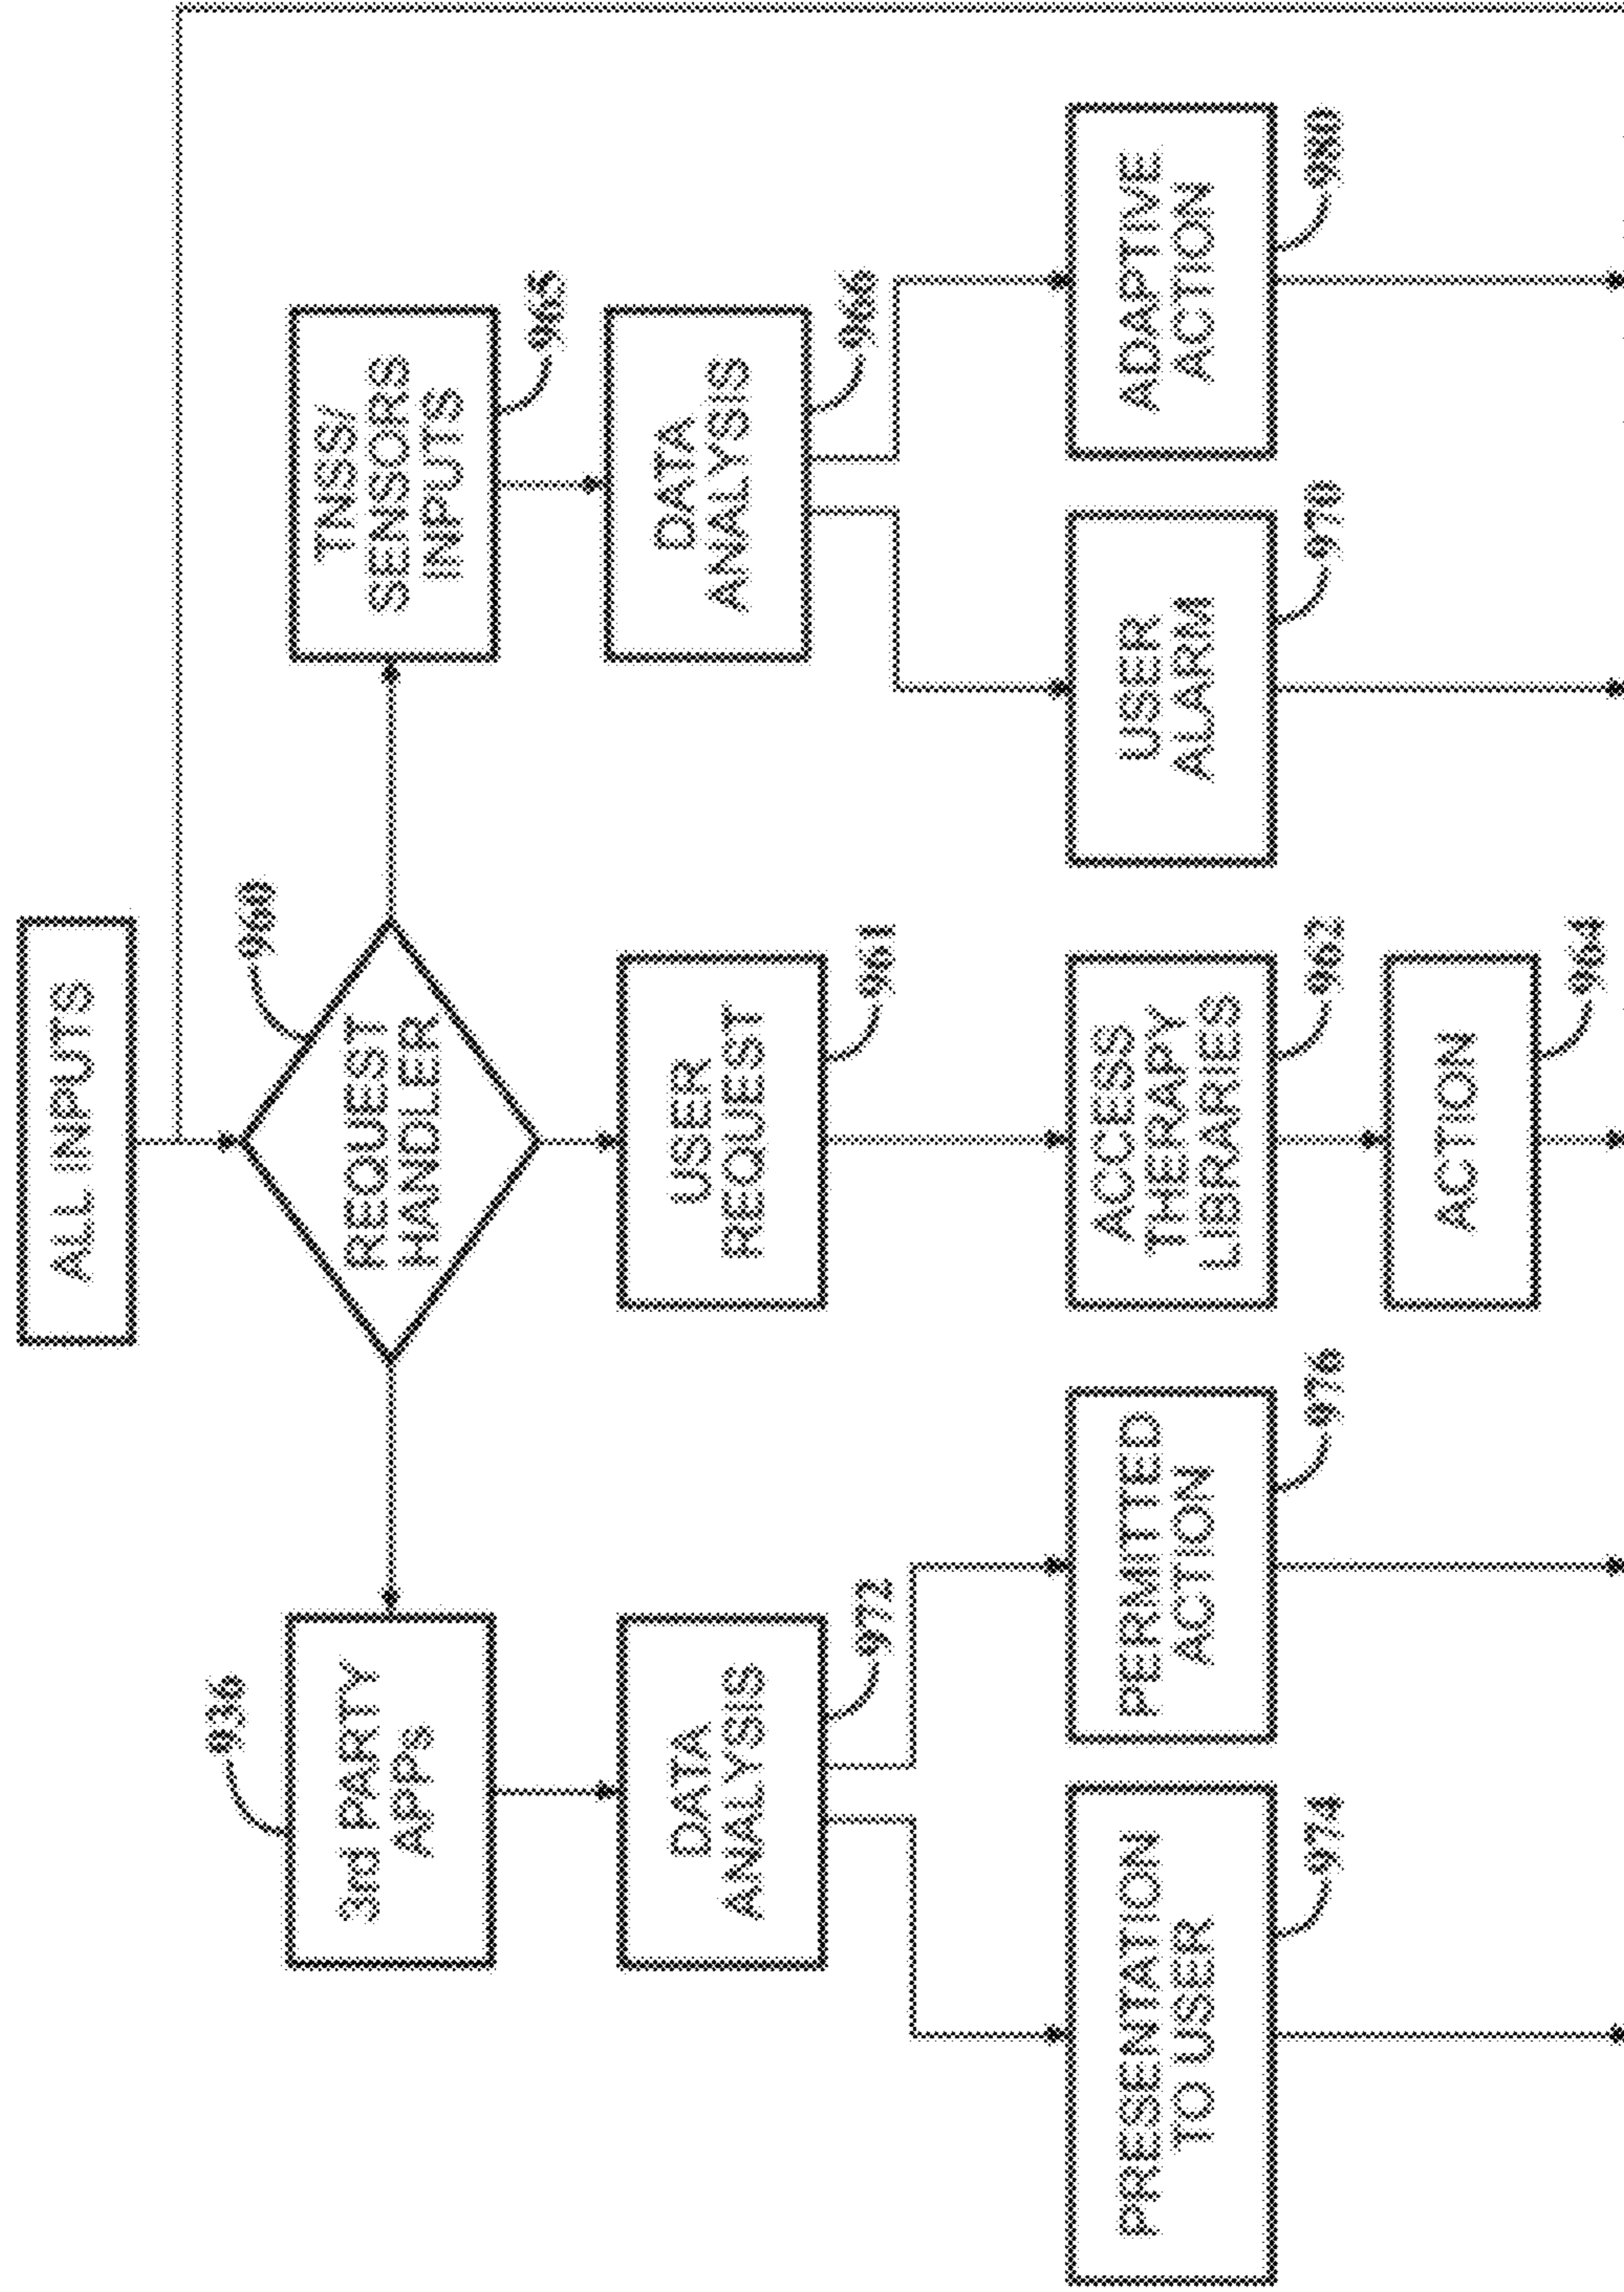 ALL INPUTS
960
REQUEST
HANDLER
936
3rd PARTY
APPS
TNSS/
SENSORS
INPUTS
965
DATA
ANALYSIS
972
USER
REQUEST
961
DATA
ANALYSIS
966
PRESENTATION
TO USER
974
PERMITTED
ACTION
976
ACCESS
THERAPY
LIBRARIES
962
USER
ALARM
970
ADAPTIVE
ACTION
980
ACTION
964